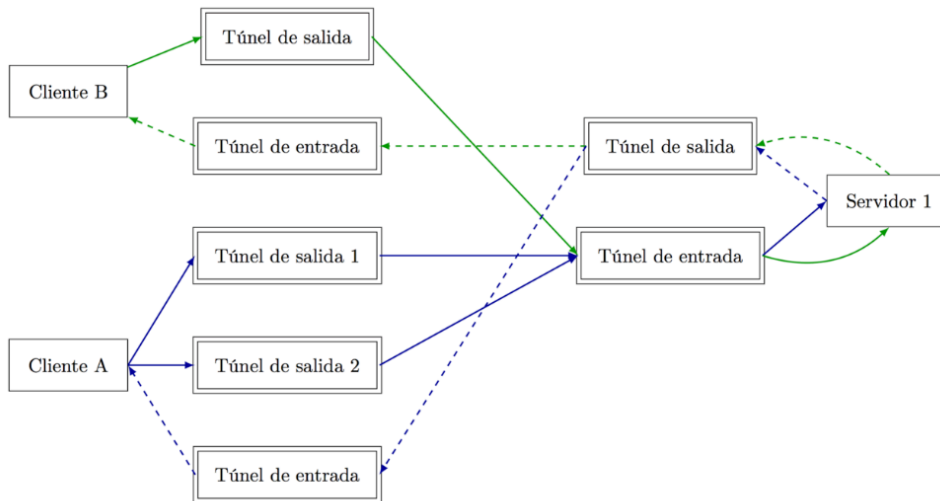 Túnel de salida
Cliente B
Túnel de entrada
Túnel de salida
Servidor 1
Túnel de salida 1
Túnel de entrada
Cliente A
Túnel de salida 2
Túnel de entrada